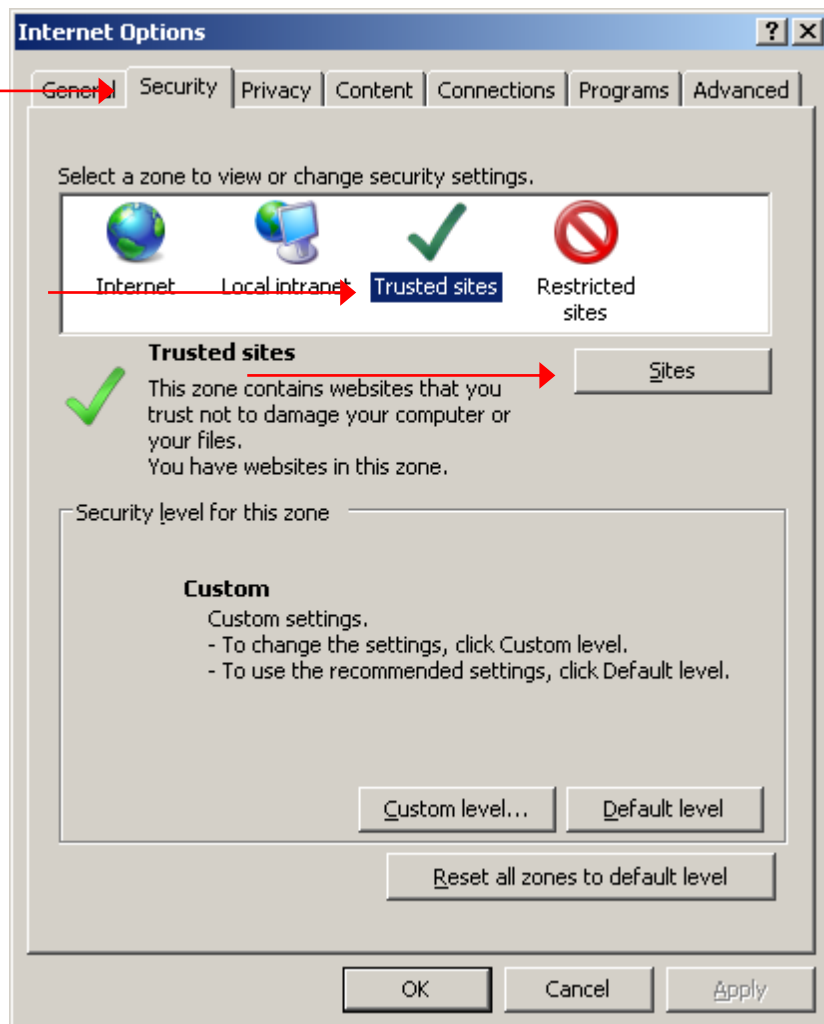 Internet Options
General Security Privacy Content Connections Programs Advanced
Select a zone to view or change security settings.
Internet Local intranet Trusted sites Restricted
sites
Trusted sites
Sites
This zone contains websites that you
trust not to damage your computer or
your files.
You have websites in this zone.
Security level for this zone
Custom
Custom settings.
- To change the settings, click Custom level.
- To use the recommended settings, click Default level.
Custom level... Default level
Reset all zones to default level
OK Cancel Apply